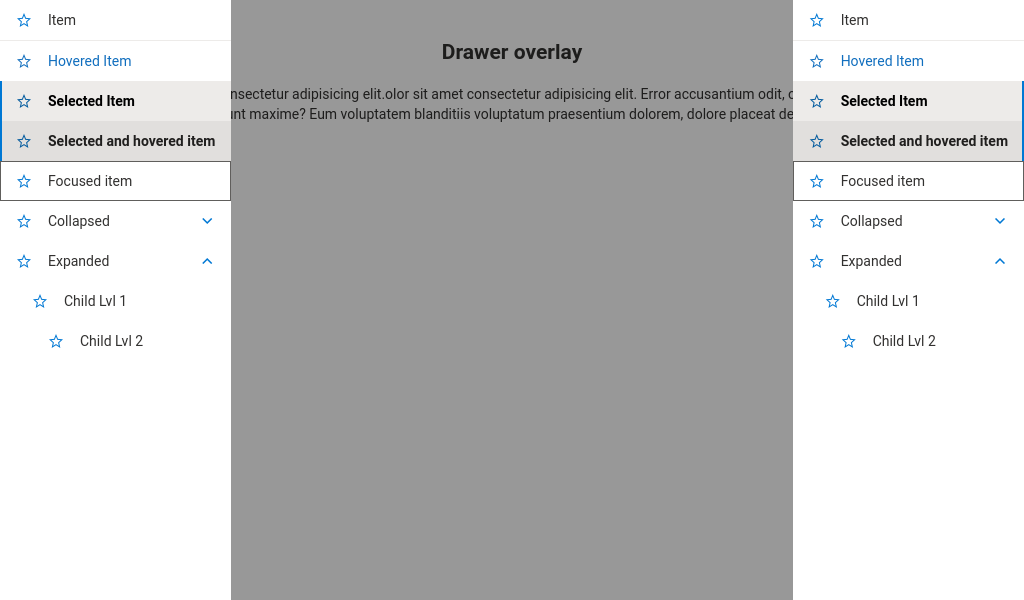 Item
Hovered Item
Selected Item
Selected and hovered item
Focused item
Collapsed
Expanded
Child Lvl 1
Child Lvl 2
Drawer overlay
adipisicing elit.olor sit amet consectetur adipisicing elit. Error accusantium odit,
maxime? Eum voluptatem blanditiis voluptatum praesentium dolorem, dolore placeat
Item
Hovered Item
Selected Item
Selected and hovered item
Focused item
Collapsed
Expanded
Child Lvl 1
Child Lvl 2